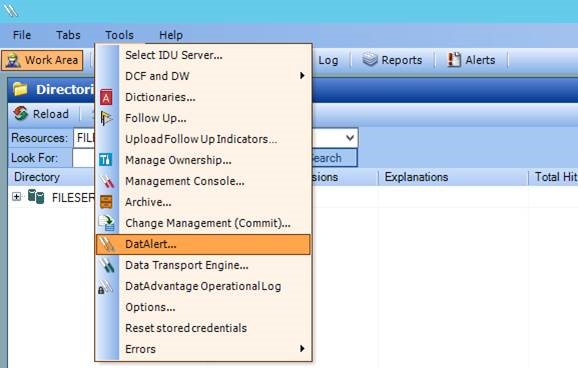 File Tabs Tools Help
Work Area Log Reports Alerts
Select IDU Server...
DCF and DW
Dictionaries...
Follow Up...
Upload Follow Up Indicators...
Manage Ownership...
Management Console...
Archive...
Change Management (Commit)...
DatAlert...
Data Transport Engine...
DatAdvantage Operational Log
Options...
Reset stored credentials
Errors
Directori
Reload
Resources: FIL
Look For: Search
Directory sions Explanations Total Hit
FILESER